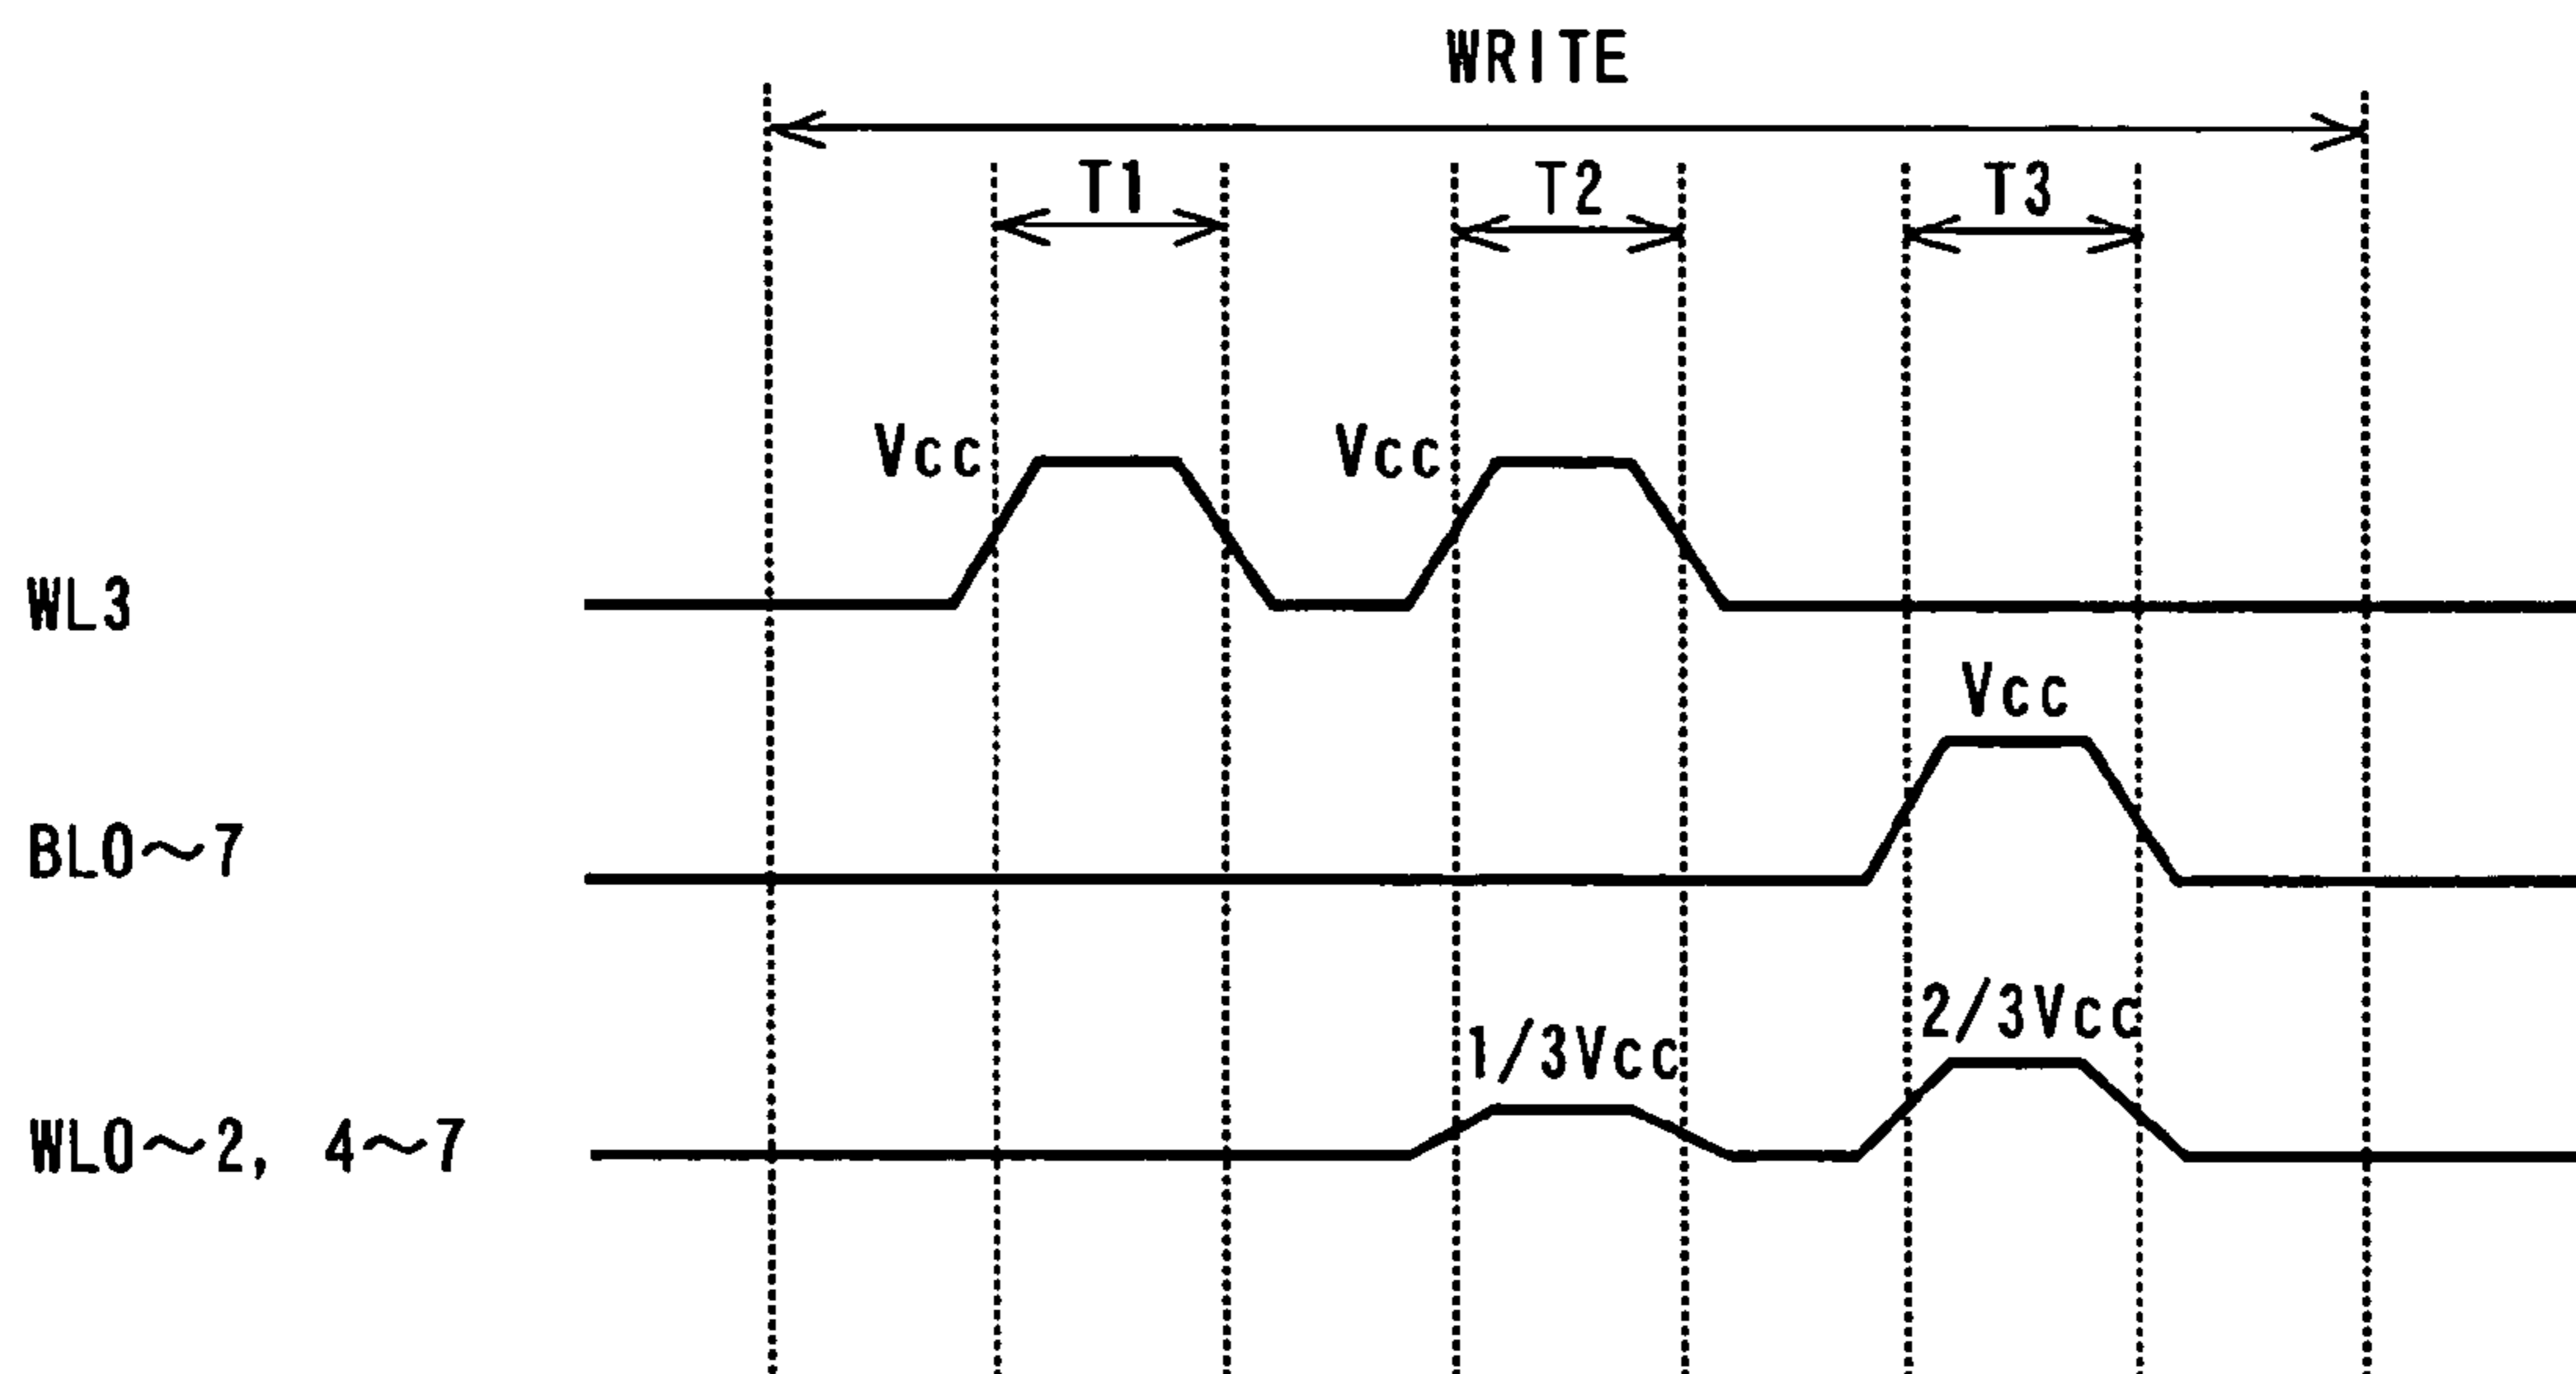 WRITE
T1 T2 T3
Vcc Vcc
WL3
Vcc
BL0～7
2/3Vcc
1/3Vcc
WL0～2, 4～7